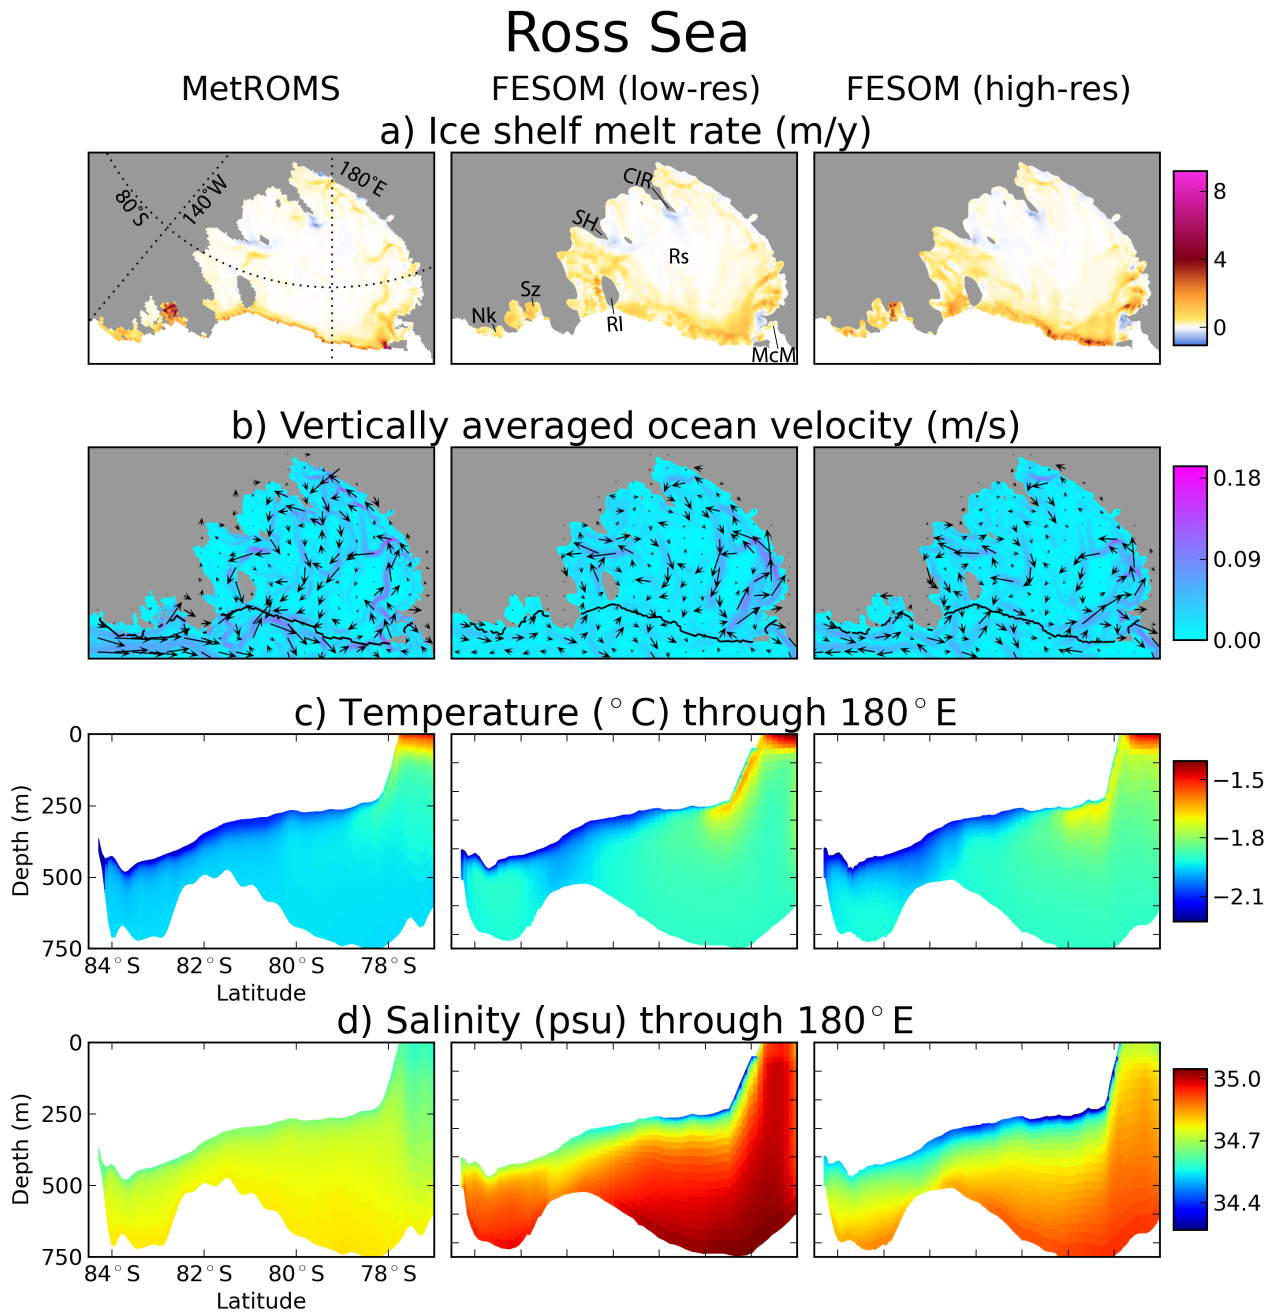 Ross Sea
MetROMS FESOM (low-res) FESOM (high-res)
a) Ice shelf melt rate (m/y)
80°S 140°W 180°E
CIR
SH
Rs
Sz
Nk
RI
McM
8
4
0
b) Vertically averaged ocean velocity (m/s)
0.18
0.09
0.00
c) Temperature (°C) through 180°E
0
250
500
750
Depth (m)
84°S 82°S 80°S 78°S
Latitude
−1.5
−1.8
−2.1
d) Salinity (psu) through 180°E
0
250
500
750
Depth (m)
84°S 82°S 80°S 78°S
Latitude
35.0
34.7
34.4